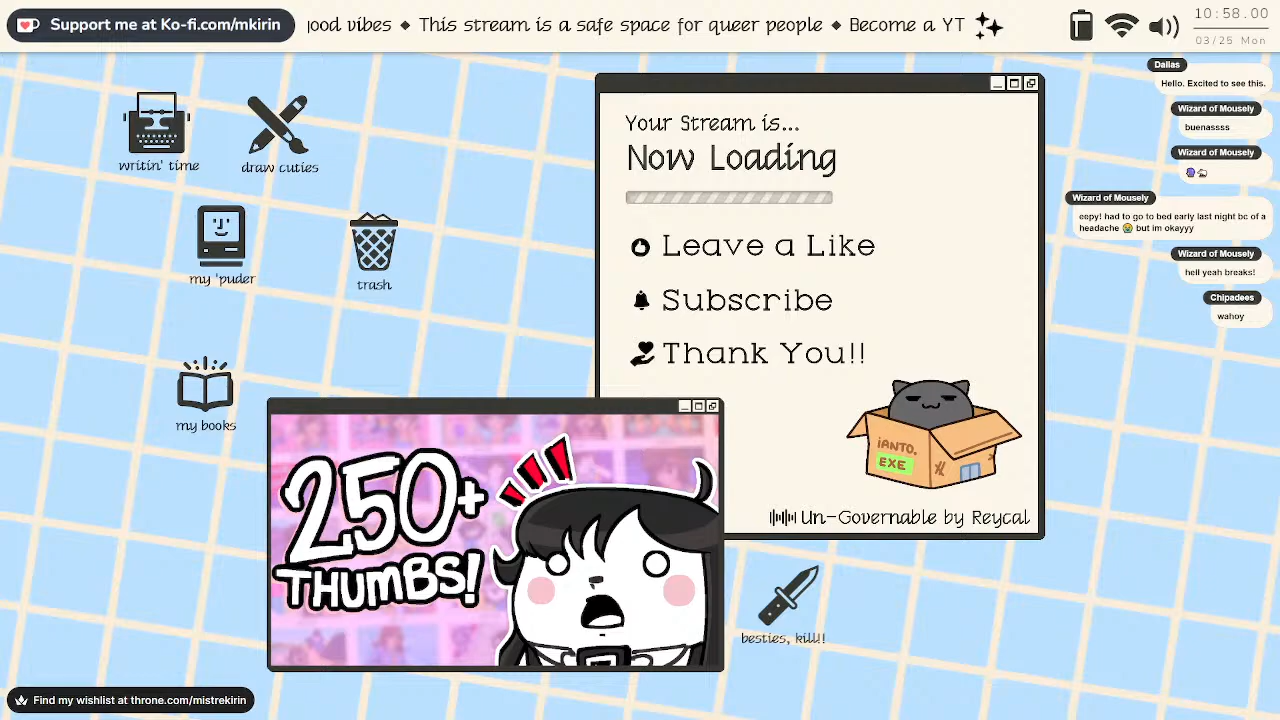 Support me at Ko-fi.com/mkirin
good vibes ◆ This stream is a safe space for queer people ◆ Become a YT
10:58.00
03/25 Mon
writin' time
draw cuties
my 'puder
trash
my books
Your Stream is...
Now Loading
Leave a Like
Subscribe
Thank You!!
iANTO.
EXE
Un-Governable by Reycal
250+
THUMBS!
besties, kill!!
Dallas
Hello. Excited to see this.
Wizard of Mousely
buenassss
Wizard of Mousely
Wizard of Mousely
eepy! had to go to bed early last night bc of a
headache 😭 but im okayyy
Wizard of Mousely
hell yeah breaks!
Chipadees
wahoy
Find my wishlist at throne.com/mistrekirin